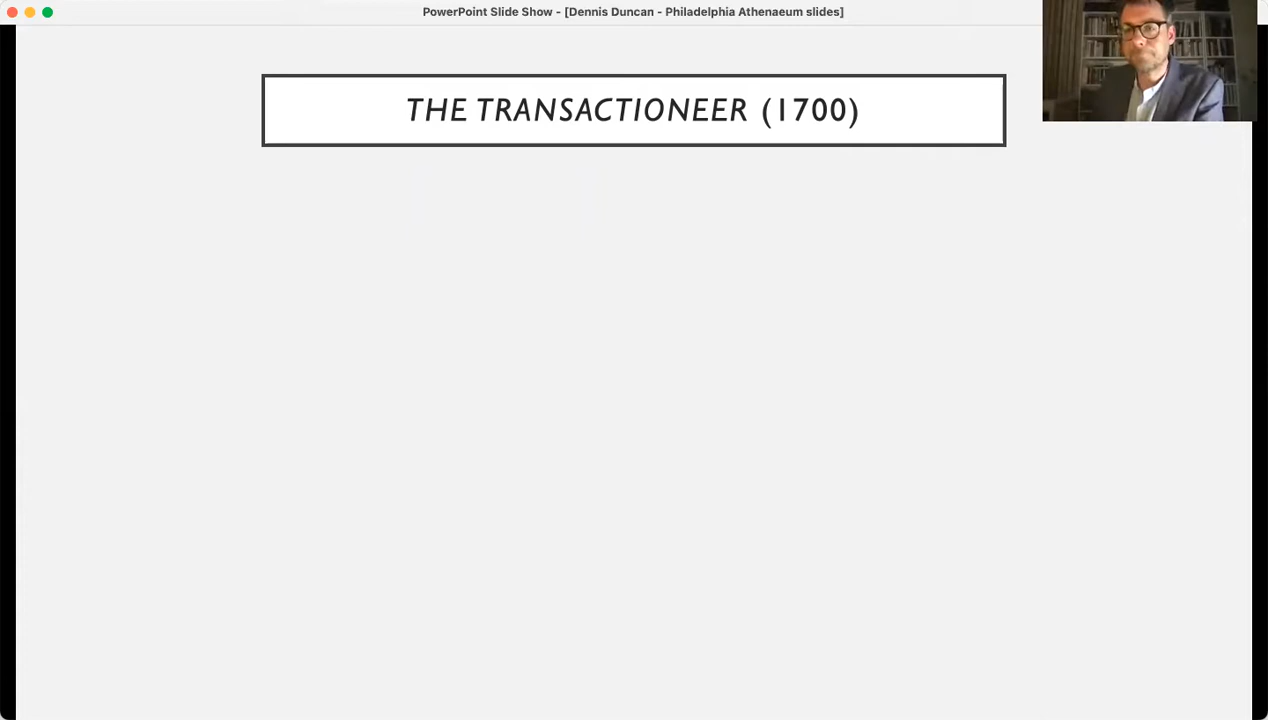 PowerPoint Slide Show - [Dennis Duncan - Philadelphia Athenaeum slides]
THE TRANSACTIONEER (1700)